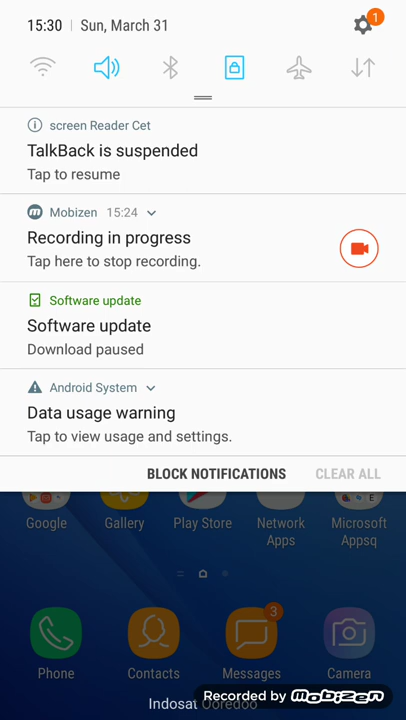 15:30 Sun, March 31
1
screen Reader Cet
TalkBack is suspended
Tap to resume
Mobizen 15:24
Recording in progress
Tap here to stop recording.
Software update
Software update
Download paused
Android System
Data usage warning
Tap to view usage and settings.
BLOCK NOTIFICATIONS CLEAR ALL
Google Gallery Play Store Network Apps Microsoft Appsq
3
Phone Contacts Messages Camera
Indosat Ooredoo
Recorded by mobizen